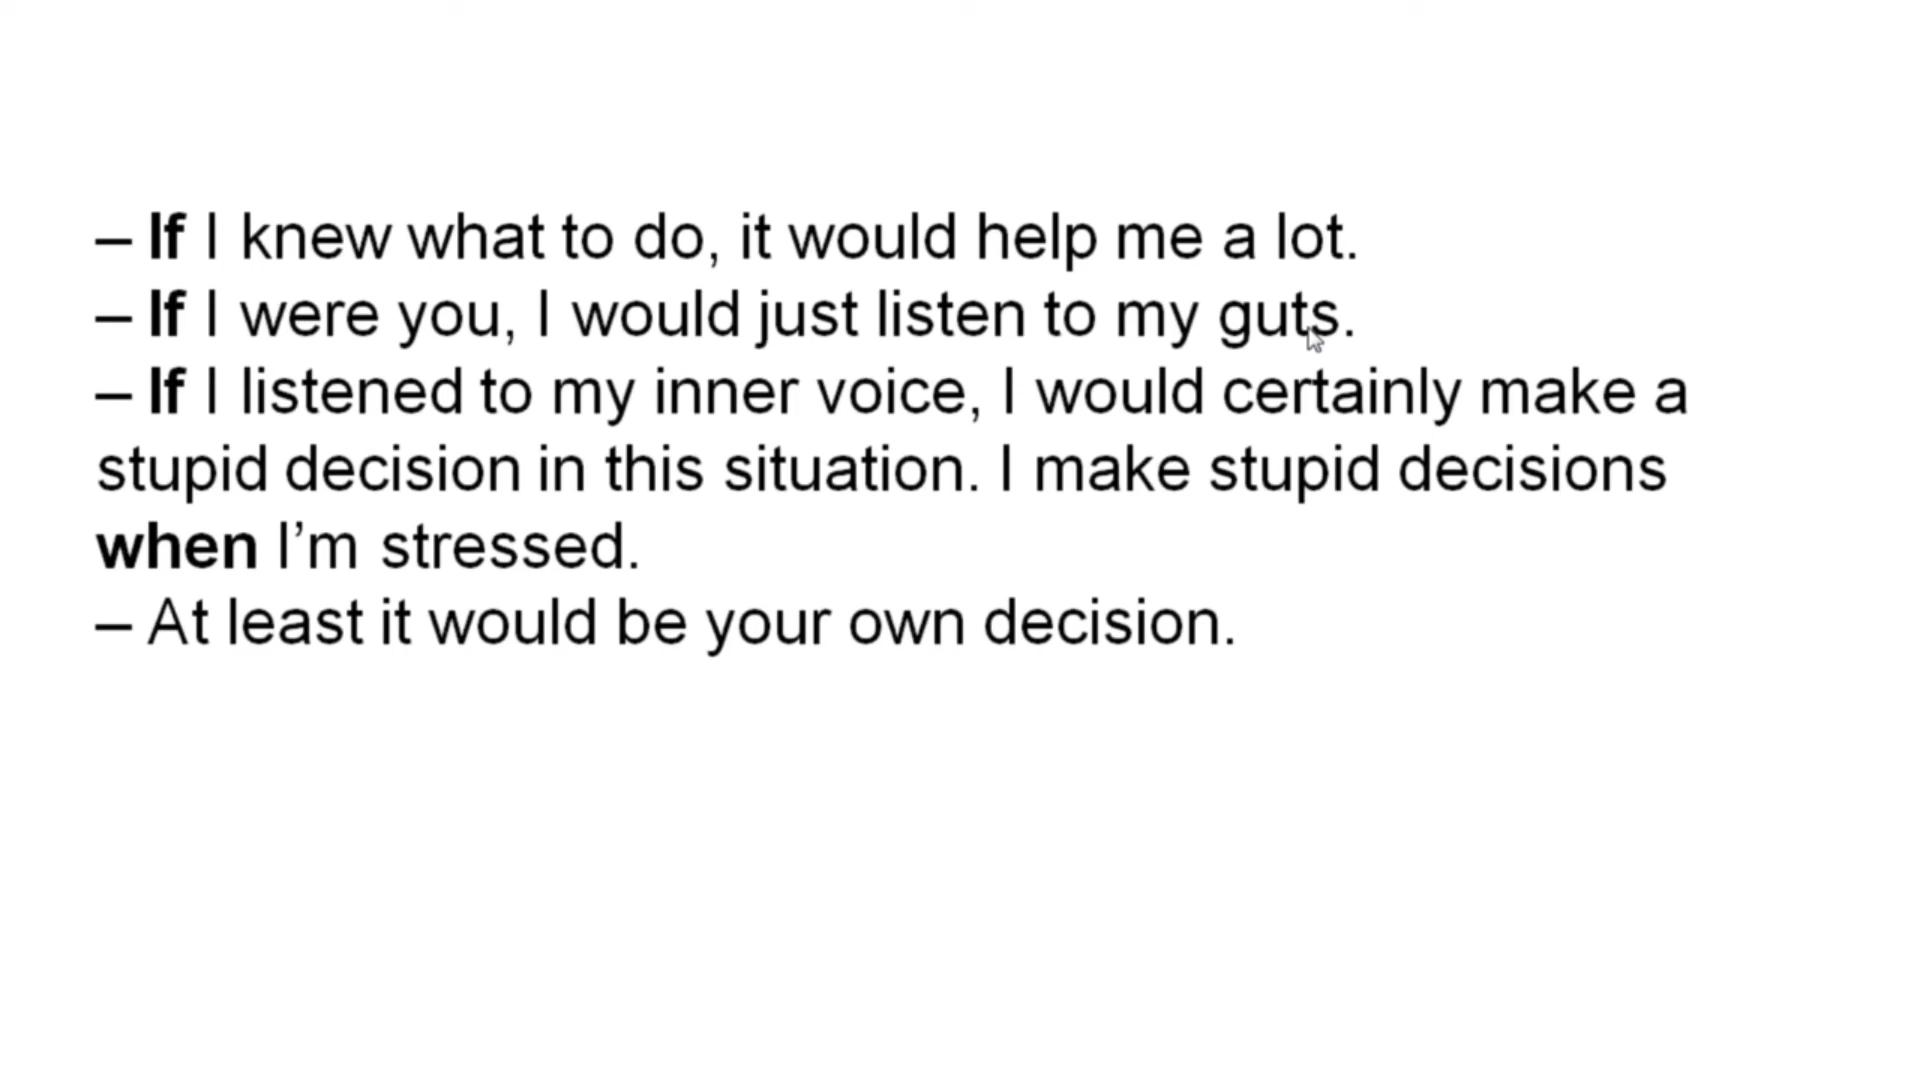 – If I knew what to do, it would help me a lot.
– If I were you, I would just listen to my guts.
– If I listened to my inner voice, I would certainly make a
stupid decision in this situation. I make stupid decisions
when I’m stressed.
– At least it would be your own decision.